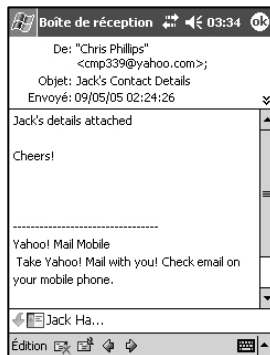 Boîte de réception 03:34 ok
De: "Chris Phillips"
<cmp339@yahoo.com>;
Objet: Jack's Contact Details
Envoyé: 09/05/05 02:24:26
Jack's details attached
Cheers!
---------------------------------
Yahoo! Mail Mobile
Take Yahoo! Mail with you! Check email on
your mobile phone.
Jack Ha...
Édition